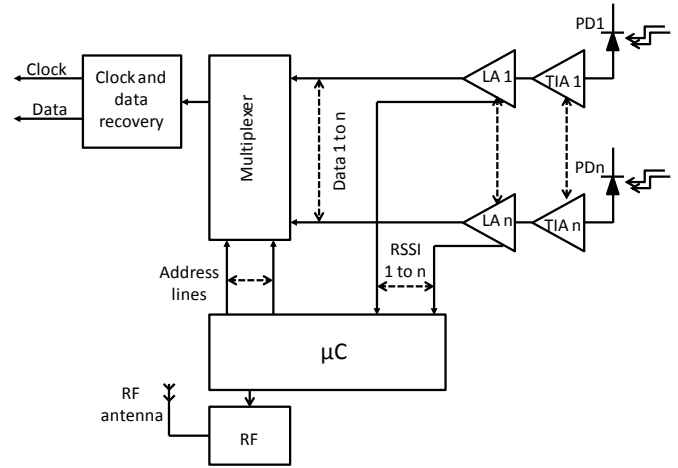 PD1
Clock
Clock and
data
recovery
Data
Multiplexer
Data 1 to n
LA 1
TIA 1
PDn
LA n
TIA n
RSSI
1 to n
Address
lines
µC
RF
antenna
RF